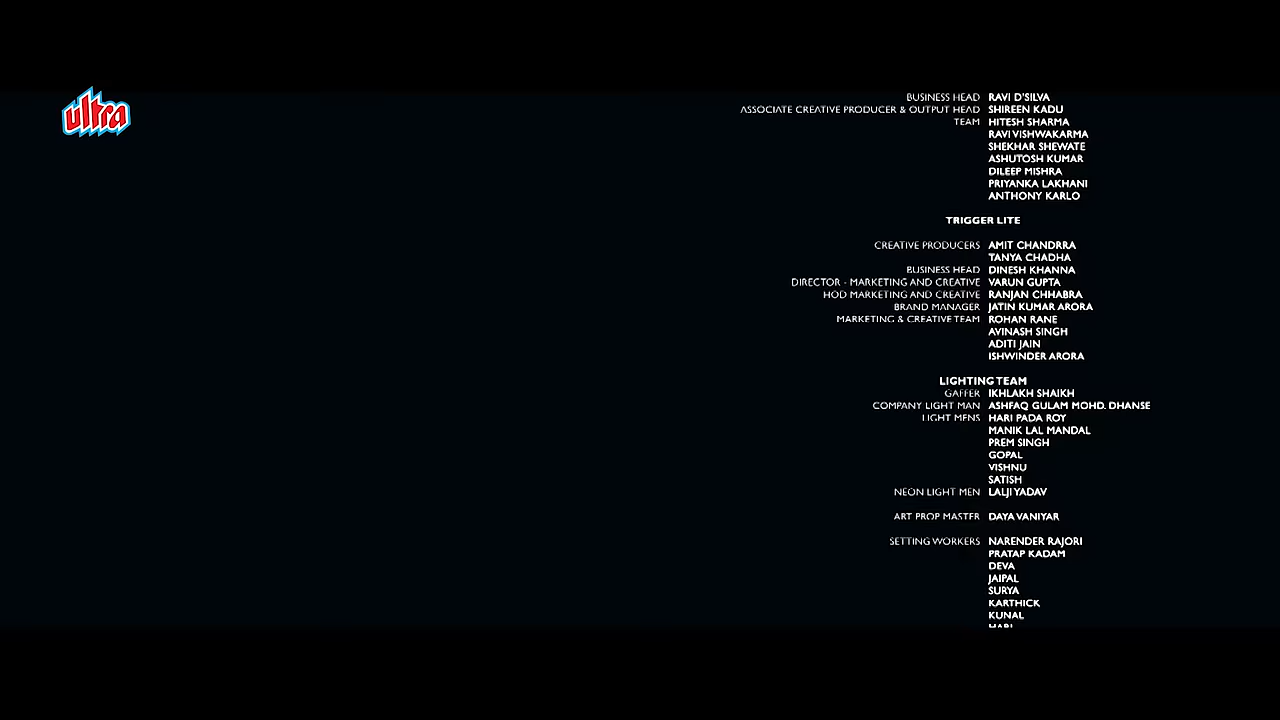 ultra
BUSINESS HEAD RAVI D'SILVA
ASSOCIATE CREATIVE PRODUCER & OUTPUT HEAD SHIREEN KADU
TEAM HITESH SHARMA
RAVI VISHWAKARMA
SHEKHAR SHEWATE
ASHUTOSH KUMAR
DILEEP MISHRA
PRIYANKA LAKHANI
ANTHONY KARLO
TRIGGER LITE
CREATIVE PRODUCERS AMIT CHANDRRA
TANYA CHADHA
BUSINESS HEAD DINESH KHANNA
DIRECTOR - MARKETING AND CREATIVE VARUN GUPTA
HOD MARKETING AND CREATIVE RANJAN CHHABRA
BRAND MANAGER JATIN KUMAR ARORA
MARKETING & CREATIVE TEAM ROHAN RANE
AVINASH SINGH
ADITI JAIN
ISHWINDER ARORA
LIGHTING TEAM
GAFFER IKHLAKH SHAIKH
COMPANY LIGHT MAN ASHFAQ GULAM MOHD. DHANSE
LIGHT MENS HARI PADA ROY
MANIK LAL MANDAL
PREM SINGH
GOPAL
VISHNU
SATISH
NEON LIGHT MEN LALJI YADAV
ART PROP MASTER DAYA VANIYAR
SETTING WORKERS NARENDER RAJORI
PRATAP KADAM
DEVA
JAIPAL
SURYA
KARTHICK
KUNAL